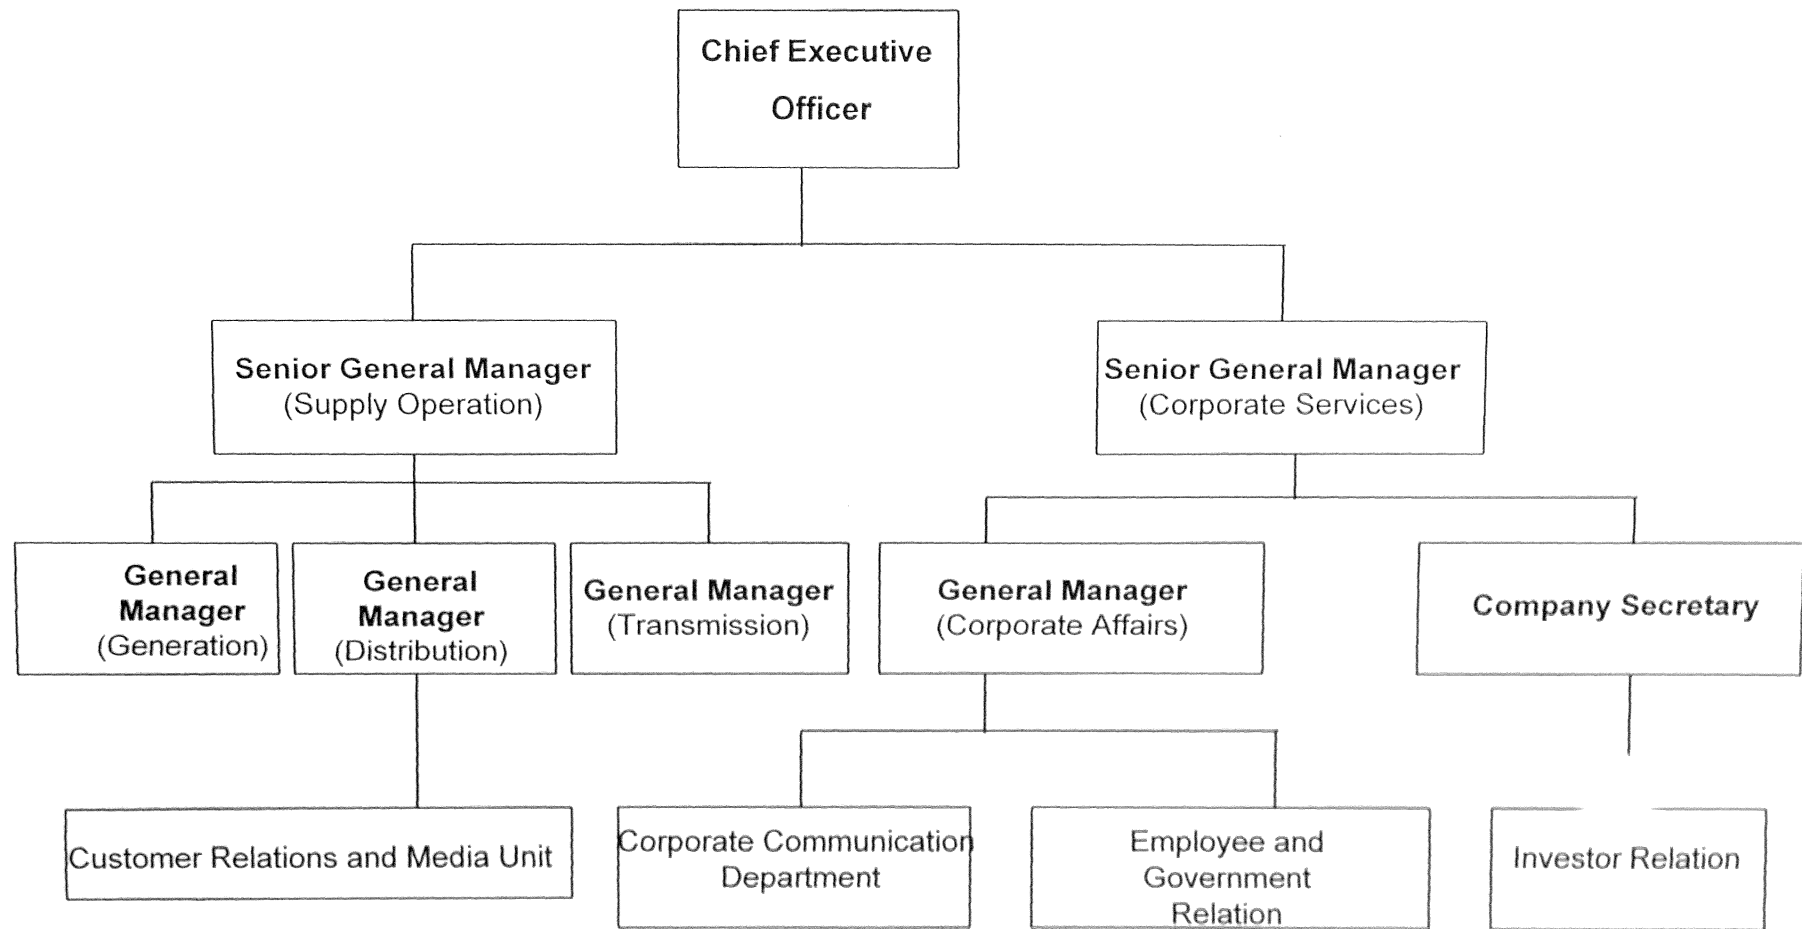 Chief Executive
Officer
Senior General Manager
(Supply Operation)
Senior General Manager
(Corporate Services)
General
Manager
(Generation)
General
Manager
(Distribution)
General Manager
(Transmission)
General Manager
(Corporate Affairs)
Company Secretary
Customer Relations and Media Unit
Corporate Communication
Department
Employee and
Government
Relation
Investor Relation